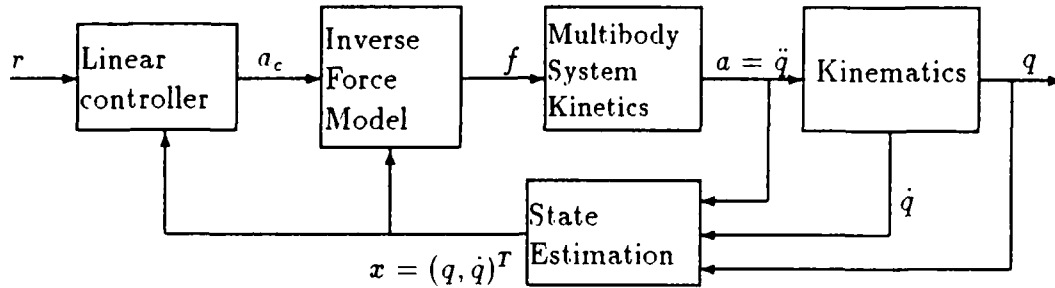 r
Linear
controller
a_c
Inverse
Force
Model
f
Multibody
System
Kinetics
a = q̈
Kinematics
q
q̇
State
Estimation
x = (q, q̇)^T